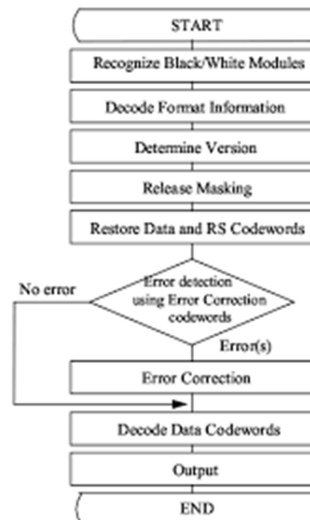 START
Recognize Black/White Modules
Decode Format Information
Determine Version
Release Masking
Restore Data and RS Codewords
Error detection
using Error Correction
codewords
No error
Error(s)
Error Correction
Decode Data Codewords
Output
END